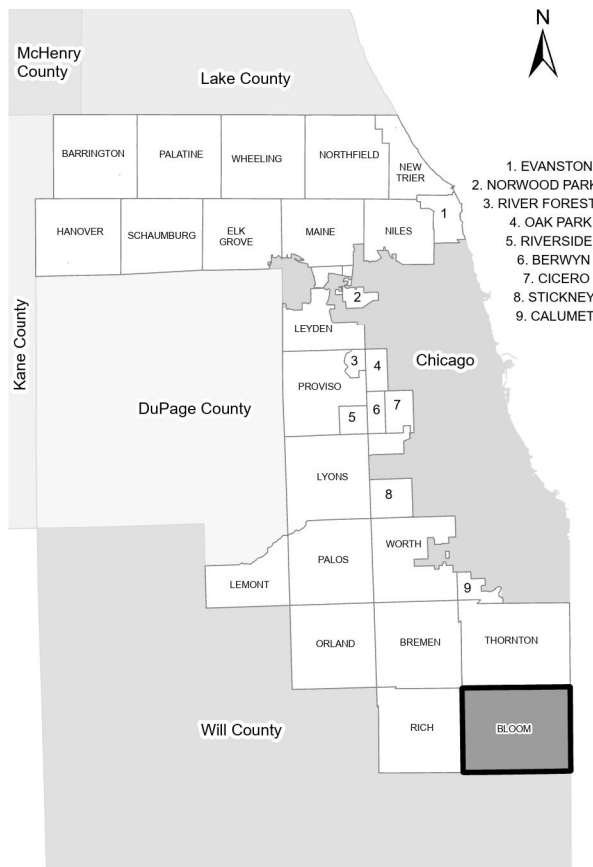 N
McHenry
County
Lake County
BARRINGTON
PALATINE
WHEELING
NORTHFIELD
NEW
TRIER
1. EVANSTON
2. NORWOOD PARK
3. RIVER FOREST
4. OAK PARK
5. RIVERSIDE
6. BERWYN
7. CICERO
8. STICKNEY
9. CALUMET
1
HANOVER
SCHAUMBURG
ELK
GROVE
MAINE
NILES
2
Kane County
LEYDEN
Chicago
3
4
PROVISO
DuPage County
5
6
7
LYONS
8
WORTH
PALOS
LEMONT
9
ORLAND
BREMEN
THORNTON
Will County
RICH
BLOOM